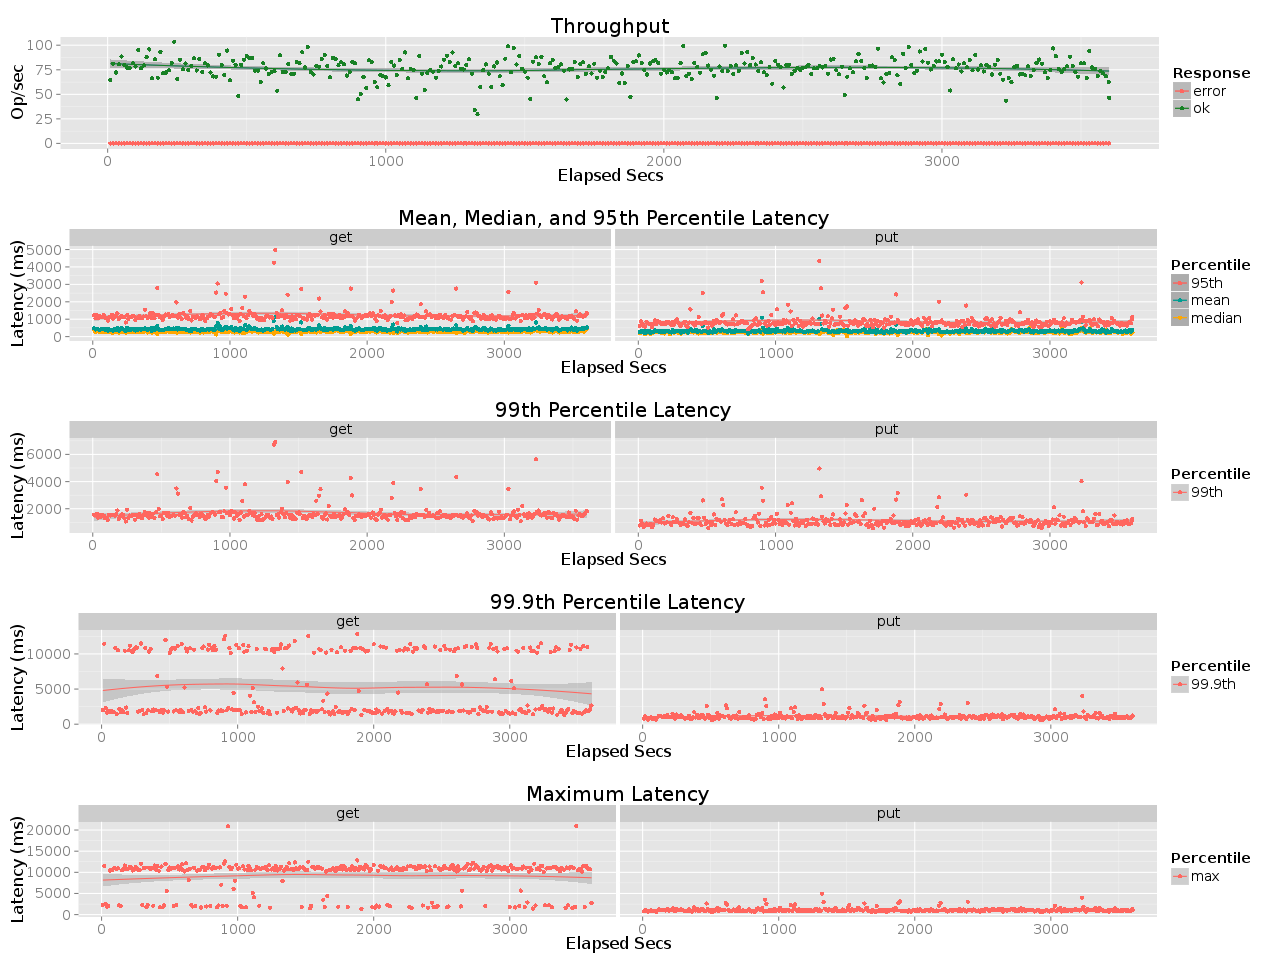 Throughput
Op/sec
100
75
50
25
0
0 1000 2000 3000
Elapsed Secs
Response
error
ok
Mean, Median, and 95th Percentile Latency
get put
Latency (ms)
5000
4000
3000
2000
1000
0
0 1000 2000 3000 0 1000 2000 3000
Elapsed Secs
Percentile
95th
mean
median
99th Percentile Latency
get put
Latency (ms)
6000
4000
2000
0 1000 2000 3000 0 1000 2000 3000
Elapsed Secs
Percentile
99th
99.9th Percentile Latency
get put
Latency (ms)
10000
5000
0
0 1000 2000 3000 0 1000 2000 3000
Elapsed Secs
Percentile
99.9th
Maximum Latency
get put
Latency (ms)
20000
15000
10000
5000
0
0 1000 2000 3000 0 1000 2000 3000
Elapsed Secs
Percentile
max